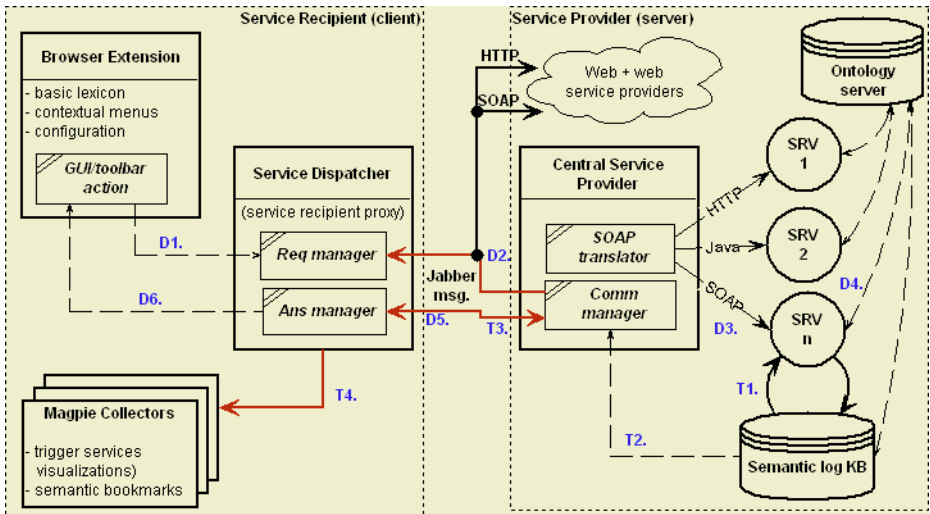 Service Recipient (client)
Service Provider (server)
Browser Extension
- basic lexicon
- contextual menus
- configuration
GUI/toolbar
action
HTTP
SOAP
Web + web
service providers
Ontology
server
Service Dispatcher
(service recipient proxy)
Req manager
Ans manager
Central Service
Provider
SOAP
translator
Comm
manager
HTTP
Java
SOAP
SRV
1
SRV
2
SRV
n
D1.
D2.
Jabber
msg.
D6.
D5.
T3.
D3.
D4.
T1.
T2.
T4.
Magpie Collectors
- trigger services
visualizations)
- semantic bookmarks
Semantic log KB